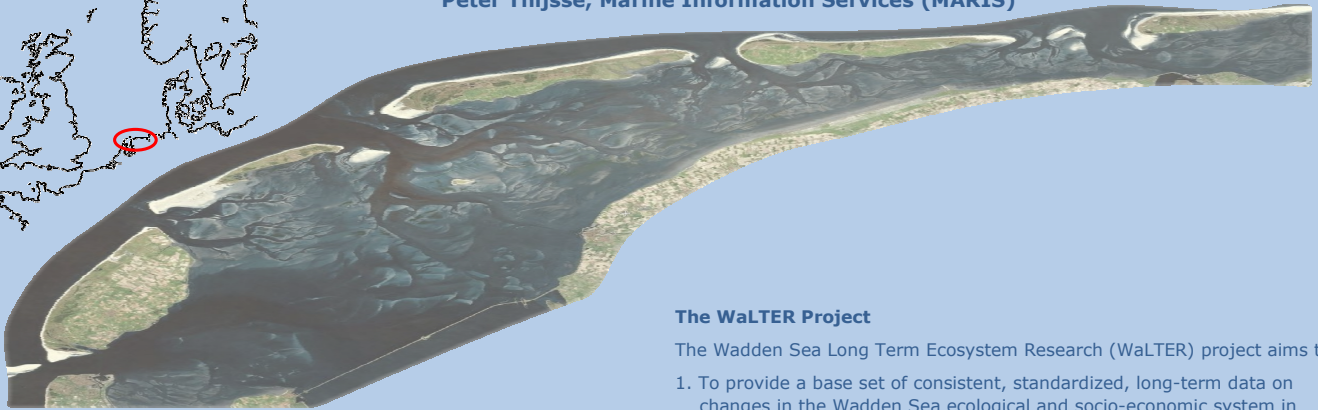 Peter Thijsse, Marine Information Services (MARIS)
The WaLTER Project
The Wadden Sea Long Term Ecosystem Research (WaLTER) project aims t
1. To provide a base set of consistent, standardized, long-term data on
changes in the Wadden Sea ecological and socio-economic system in